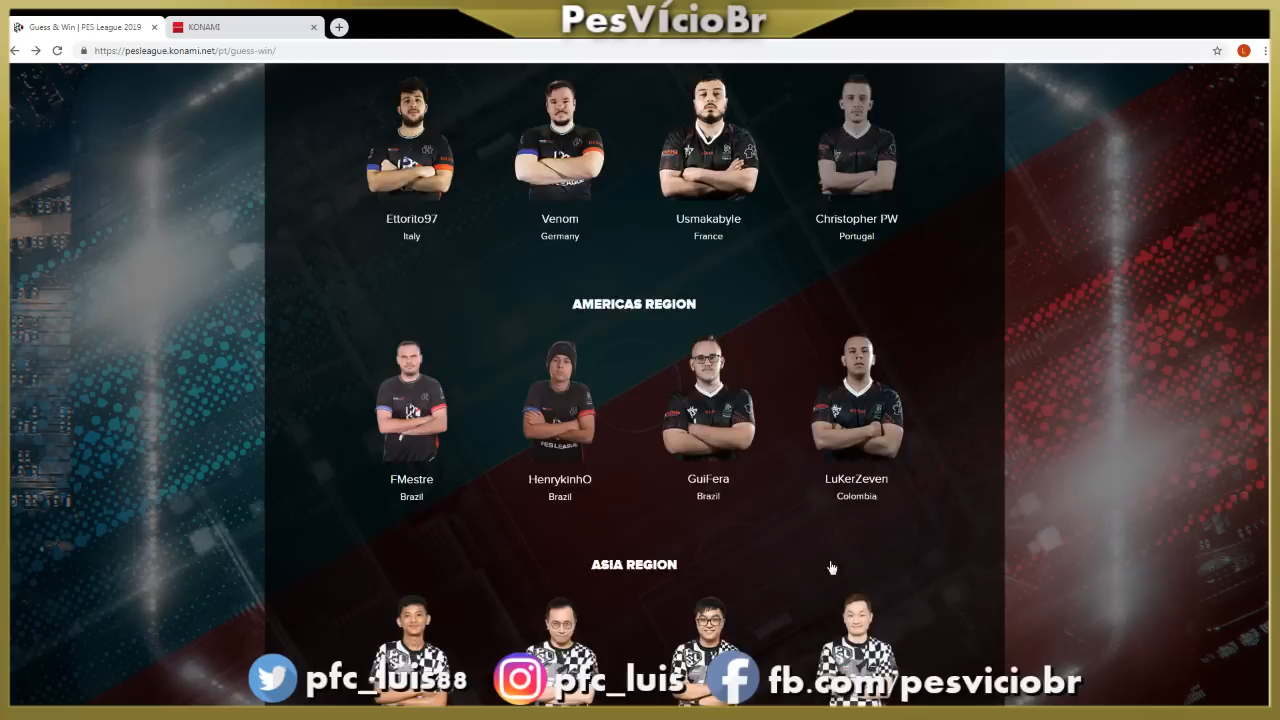 PesVícioBr
Guess & Win | PES League 2019
KONAMI
https://pesleague.konami.net/pt/guess-win/
L
Ettorito97
Italy
Venom
Germany
Usmakabyle
France
Christopher PW
Portugal
AMERICAS REGION
PES LEAGUE
FMestre
Brazil
HenrykinhO
Brazil
GuiFera
Brazil
LuKerZeven
Colombia
ASIA REGION
pfc_luis88
pfc_luis
fb.com/pesviciobr